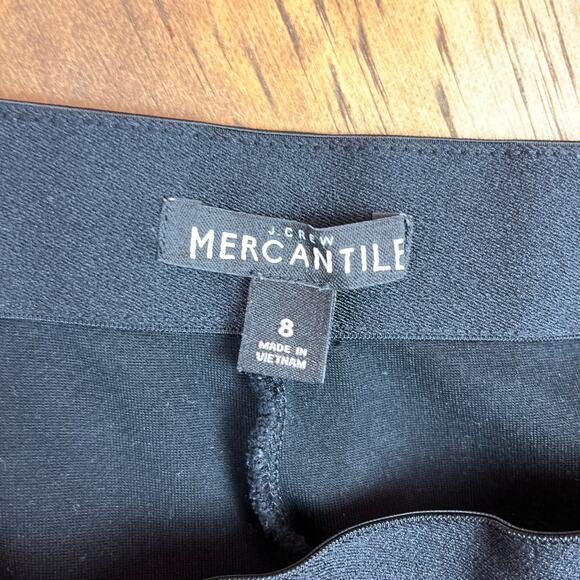 J.CREW
MERCANTILE
8
MADE IN
VIETNAM